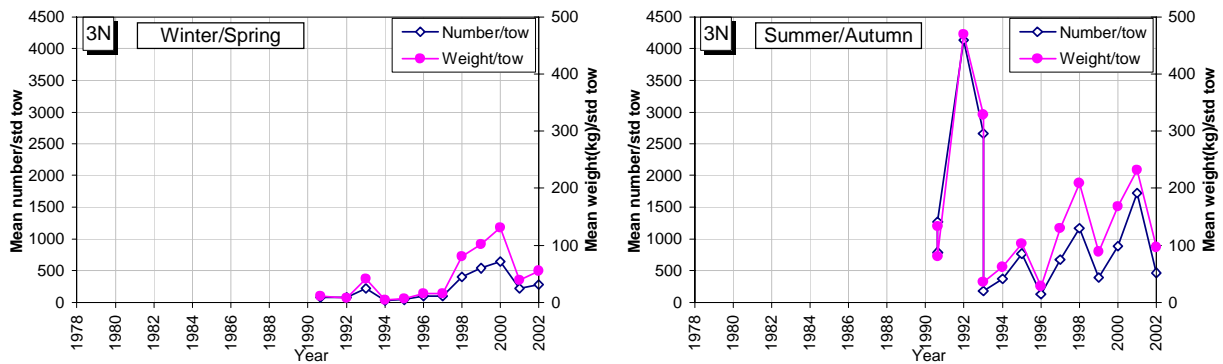 3N
Winter/Spring
Number/tow
Weight/tow
Mean number/std tow
4500
4000
3500
3000
2500
2000
1500
1000
500
0
500
400
300
200
100
0
Mean weight(kg)/std tow
1978 1980 1982 1984 1986 1988 1990 1992 1994 1996 1998 2000 2002
Year
3N
Summer/Autumn
Number/tow
Weight/tow
Mean number/std tow
4500
4000
3500
3000
2500
2000
1500
1000
500
0
500
400
300
200
100
0
Mean weight(kg)/std tow
1978 1980 1982 1984 1986 1988 1990 1992 1994 1996 1998 2000 2002
Year